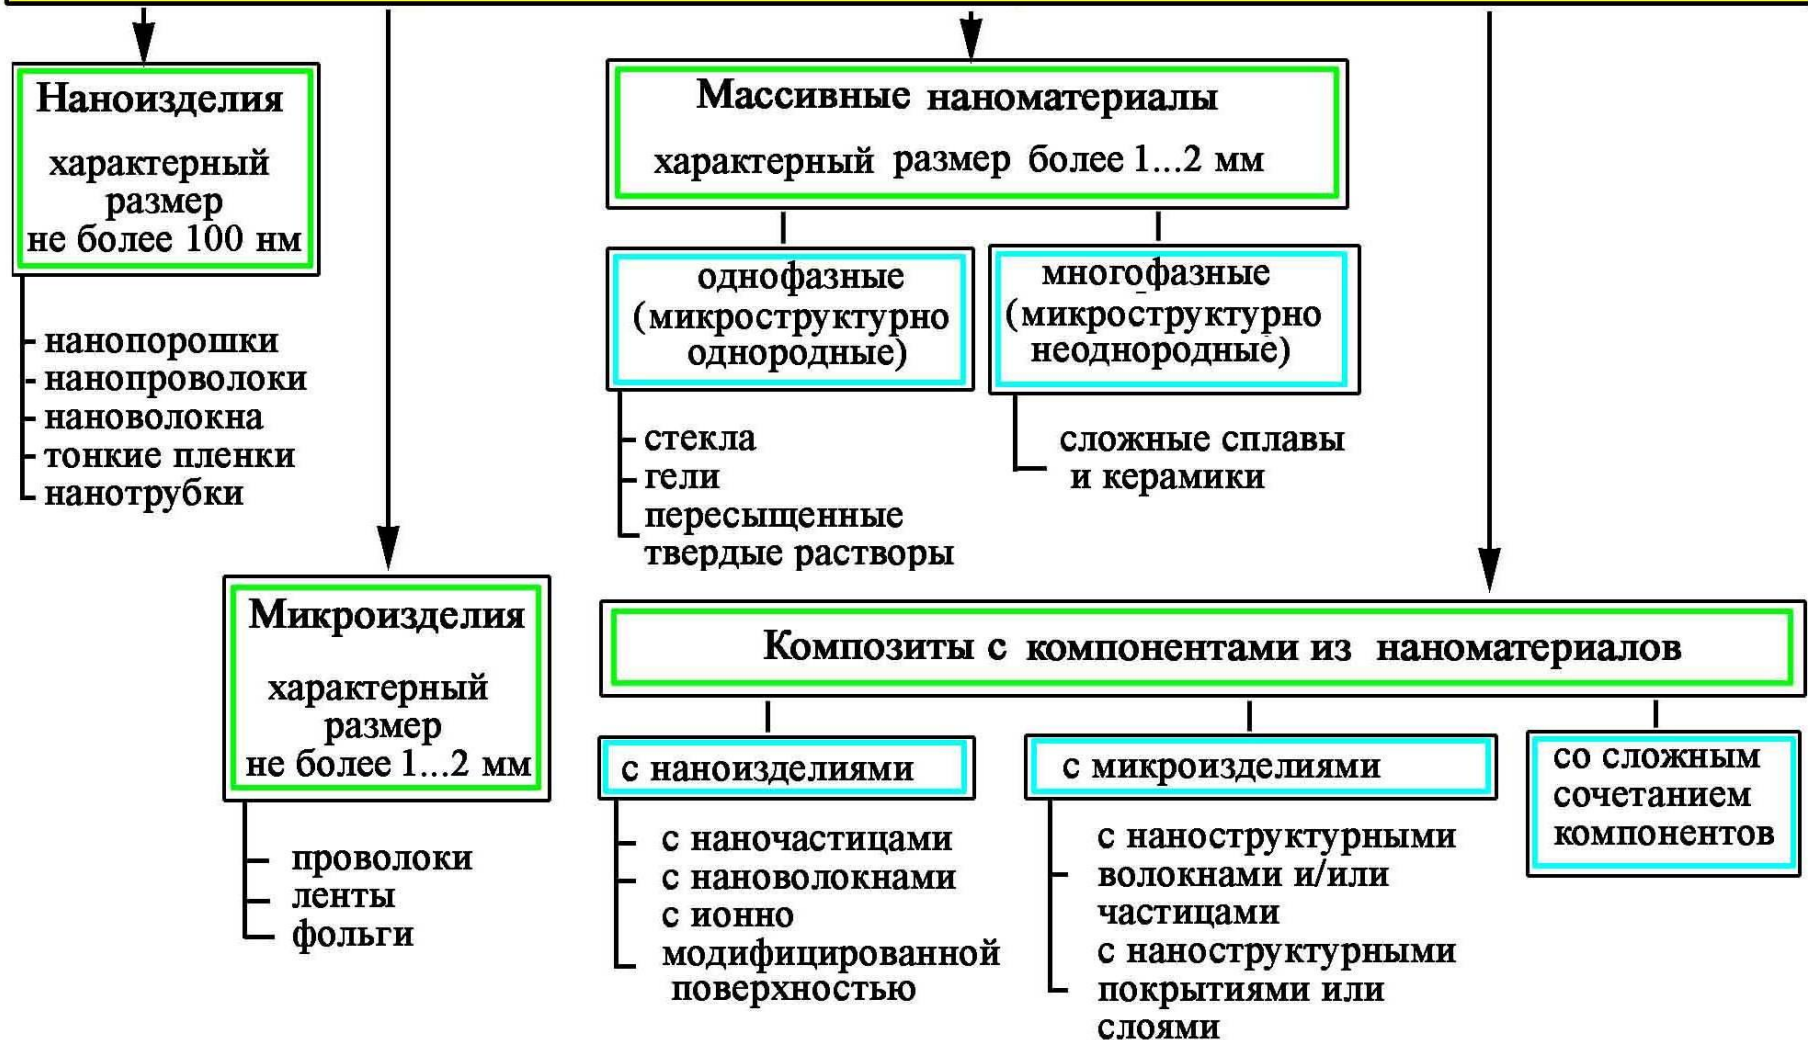 Наноизделия
характерный
размер
не более 100 нм
нанопорошки
нанопроволоки
нановолокна
тонкие пленки
нанотрубки
Микроизделия
характерный
размер
не более 1...2 мм
проволоки
ленты
фольги
Массивные наноматериалы
характерный размер более 1...2 мм
однофазные
(микроструктурно
однородные)
стекла
гели
пересыщенные
твердые растворы
многофазные
(микроструктурно
неоднородные)
сложные сплавы
и керамики
Композиты с компонентами из наноматериалов
с наноизделиями
с наночастицами
с нановолокнами
с ионно
модифицированной
поверхностью
с микроизделиями
с наноструктурными
волокнами и/или
частицами
с наноструктурными
покрытиями или
слоями
со сложным
сочетанием
компонентов